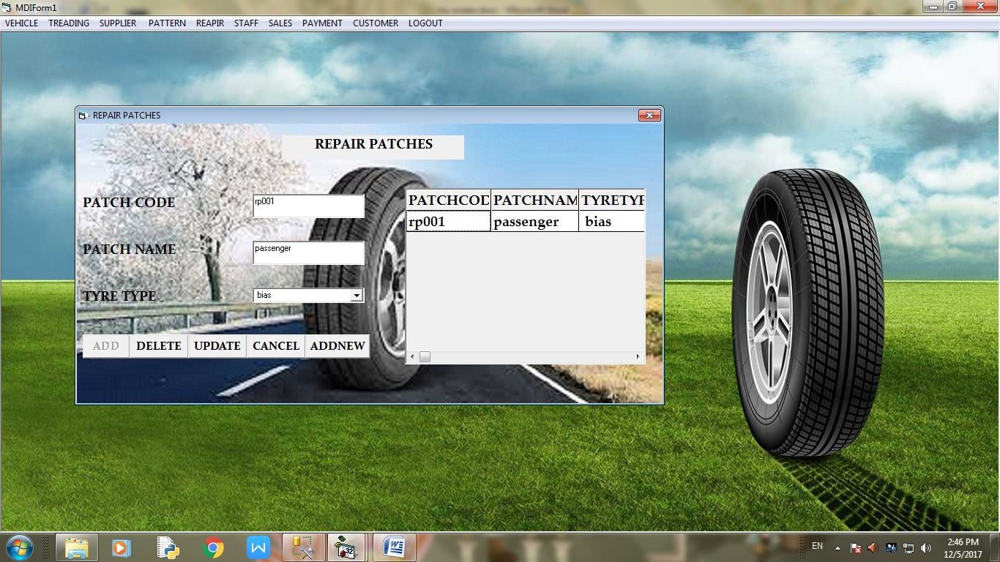 MDIForm1
VEHICLE TREADING SUPPLIER PATTERN REAPIR STAFF SALES PAYMENT CUSTOMER LOGOUT
REPAIR PATCHES
REPAIR PATCHES
PATCH CODE rp001
PATCH NAME passenger
TYRE TYPE bias
PATCHCOD PATCHNAM TYRETYP
rp001 passenger bias
ADD DELETE UPDATE CANCEL ADDNEW
EN 2:46 PM
12/5/2017